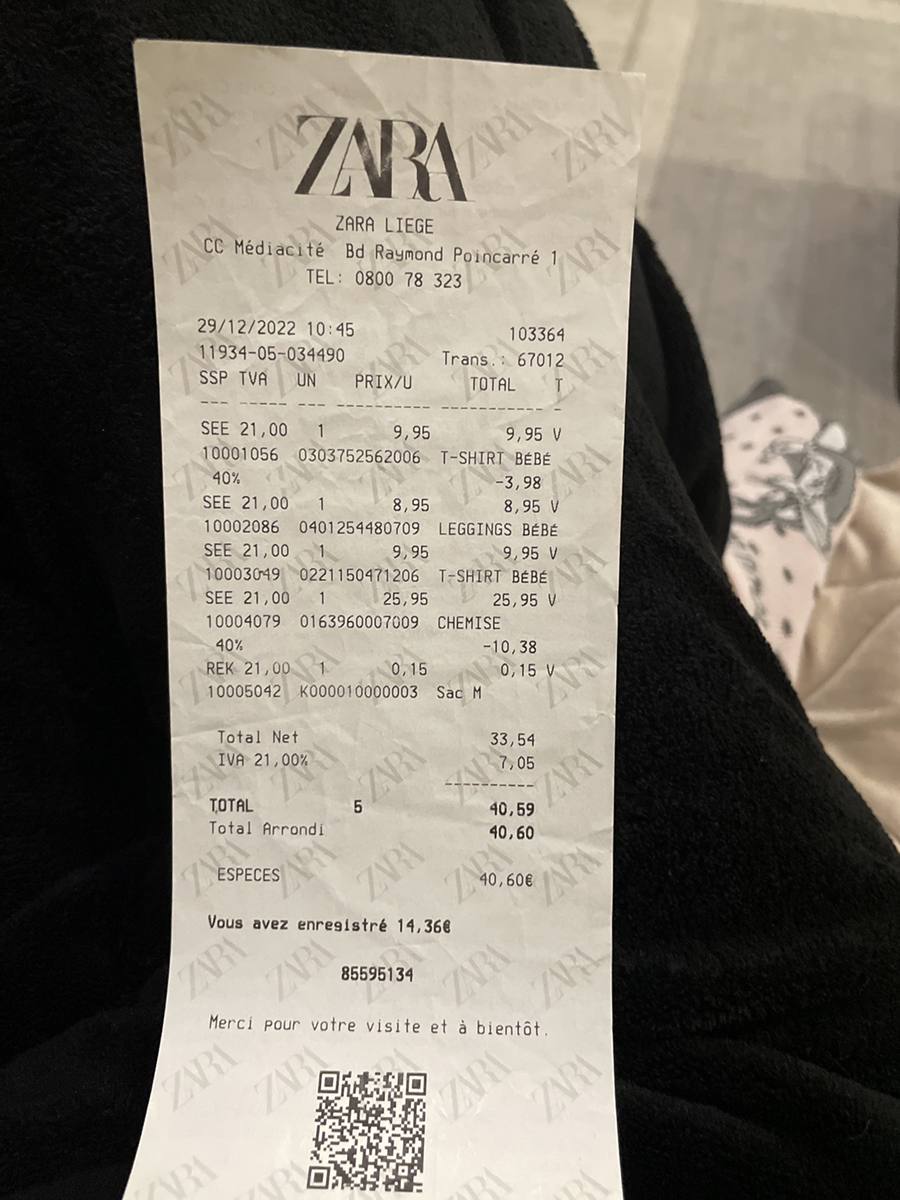 ZARA
ZARA LIEGE
CC Médiacité Bd Raymond Poincarré 1
TEL: 0800 78 323
29/12/2022 10:45 103364
11934-05-034490 Trans.: 67012
SSP TVA UN PRIX/U TOTAL T
SEE 21,00 1 9,95 9,95 V
10001056 0303752562006 T-SHIRT BÉBÉ
40% -3,98
SEE 21,00 1 8,95 8,95 V
10002086 0401254480709 LEGGINGS BÉBÉ
SEE 21,00 1 9,95 9,95 V
10003049 0221150471206 T-SHIRT BÉBÉ
SEE 21,00 1 25,95 25,95 V
10004079 0163960007009 CHEMISE
40% -10,38
REK 21,00 1 0,15 0,15 V
10005042 K000010000003 Sac M
Total Net 33,54
IVA 21,00% 7,05
TOTAL 5 40,59
Total Arrondi 40,60
ESPECES 40,60€
Vous avez enregistré 14,36€
85595134
Merci pour votre visite et à bientôt.